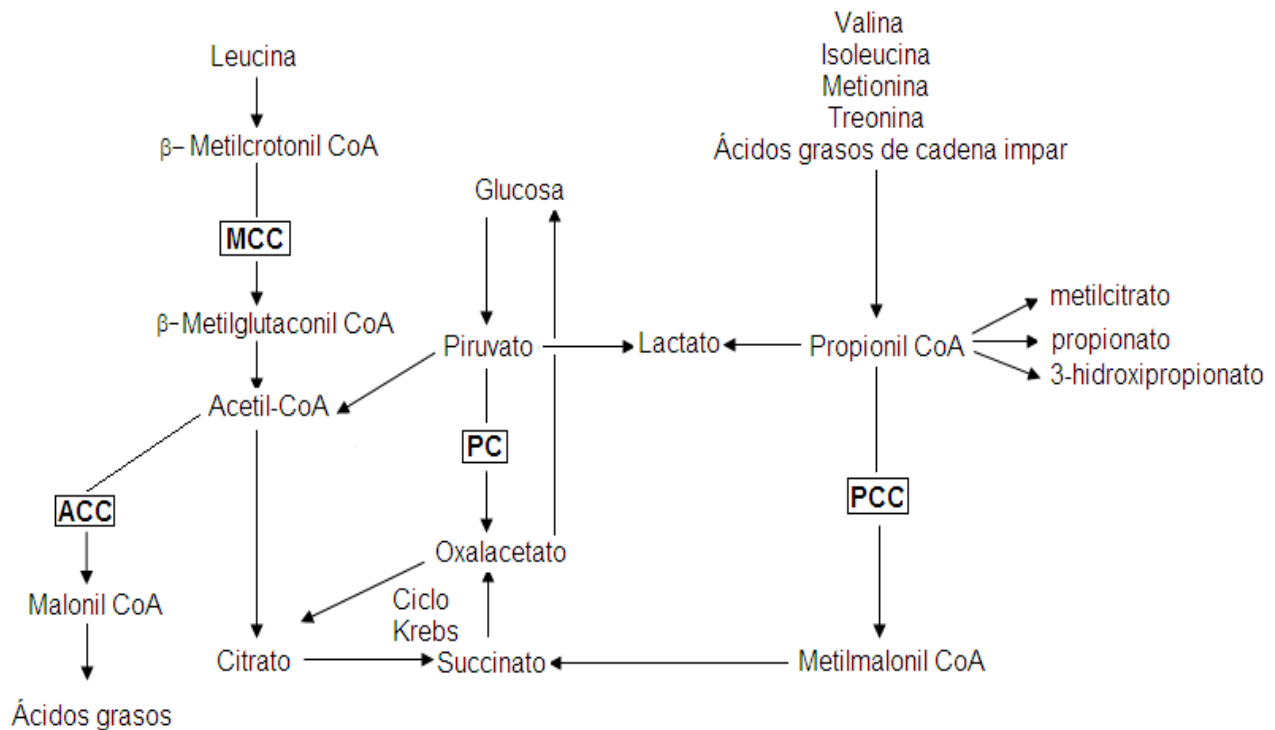 Valina
Isoleucina
Metionina
Treonina
Ácidos grasos de cadena impar
Leucina
β– Metilcrotonil CoA
Glucosa
MCC
metilcitrato
β–Metilglutaconil CoA
Piruvato
Lactato
Propionil CoA
propionato
3-hidroxipropionato
Acetil-CoA
PC
PCC
ACC
Oxalacetato
Malonil CoA
Ciclo
Krebs
Citrato
Succinato
Metilmalonil CoA
Ácidos grasos